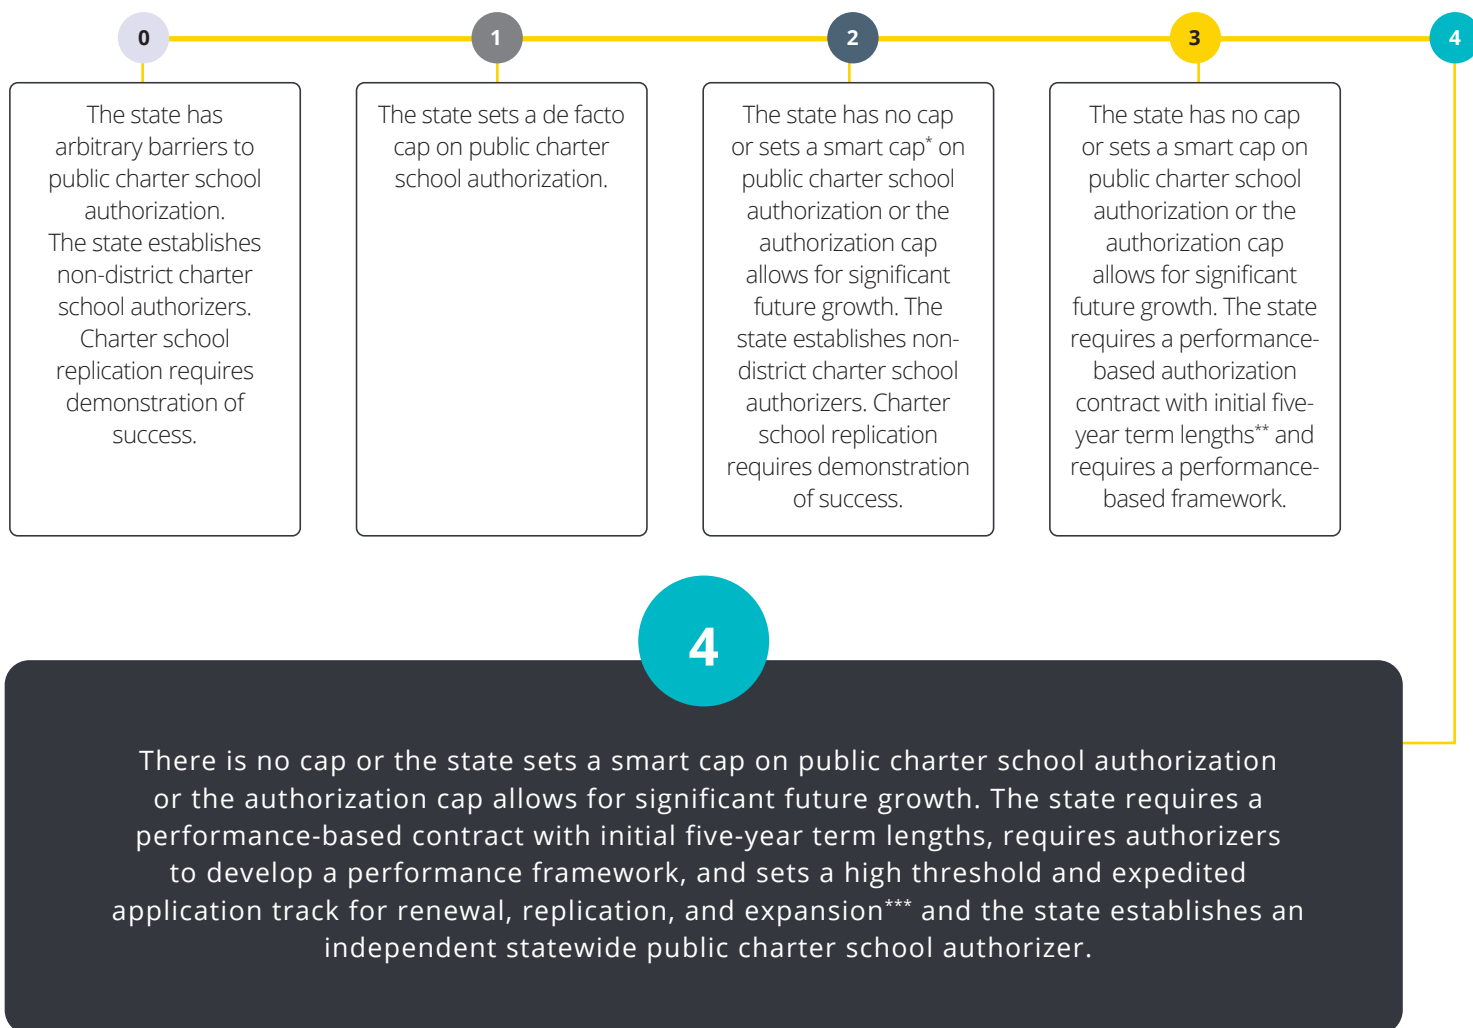 0
1
2
3
4
The state has
arbitrary barriers to
public charter school
authorization.
The state establishes
non-district charter
school authorizers.
Charter school
replication requires
demonstration of
success.
The state sets a de facto
cap on public charter
school authorization.
The state has no cap
or sets a smart cap* on
public charter school
authorization or the
authorization cap
allows for significant
future growth. The
state establishes non-
district charter school
authorizers. Charter
school replication
requires demonstration
of success.
The state has no cap
or sets a smart cap on
public charter school
authorization or the
authorization cap
allows for significant
future growth. The state
requires a performance-
based authorization
contract with initial five-
year term lengths** and
requires a performance-
based framework.
4
There is no cap or the state sets a smart cap on public charter school authorization
or the authorization cap allows for significant future growth. The state requires a
performance-based contract with initial five-year term lengths, requires authorizers
to develop a performance framework, and sets a high threshold and expedited
application track for renewal, replication, and expansion*** and the state establishes an
independent statewide public charter school authorizer.